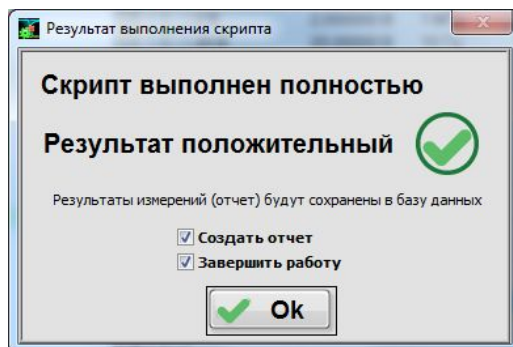 Результат выполнения скрипта
Скрипт выполнен полностью
Результат положительный
Результаты измерений (отчет) будут сохранены в базу данных
Создать отчет
Завершить работу
Ok